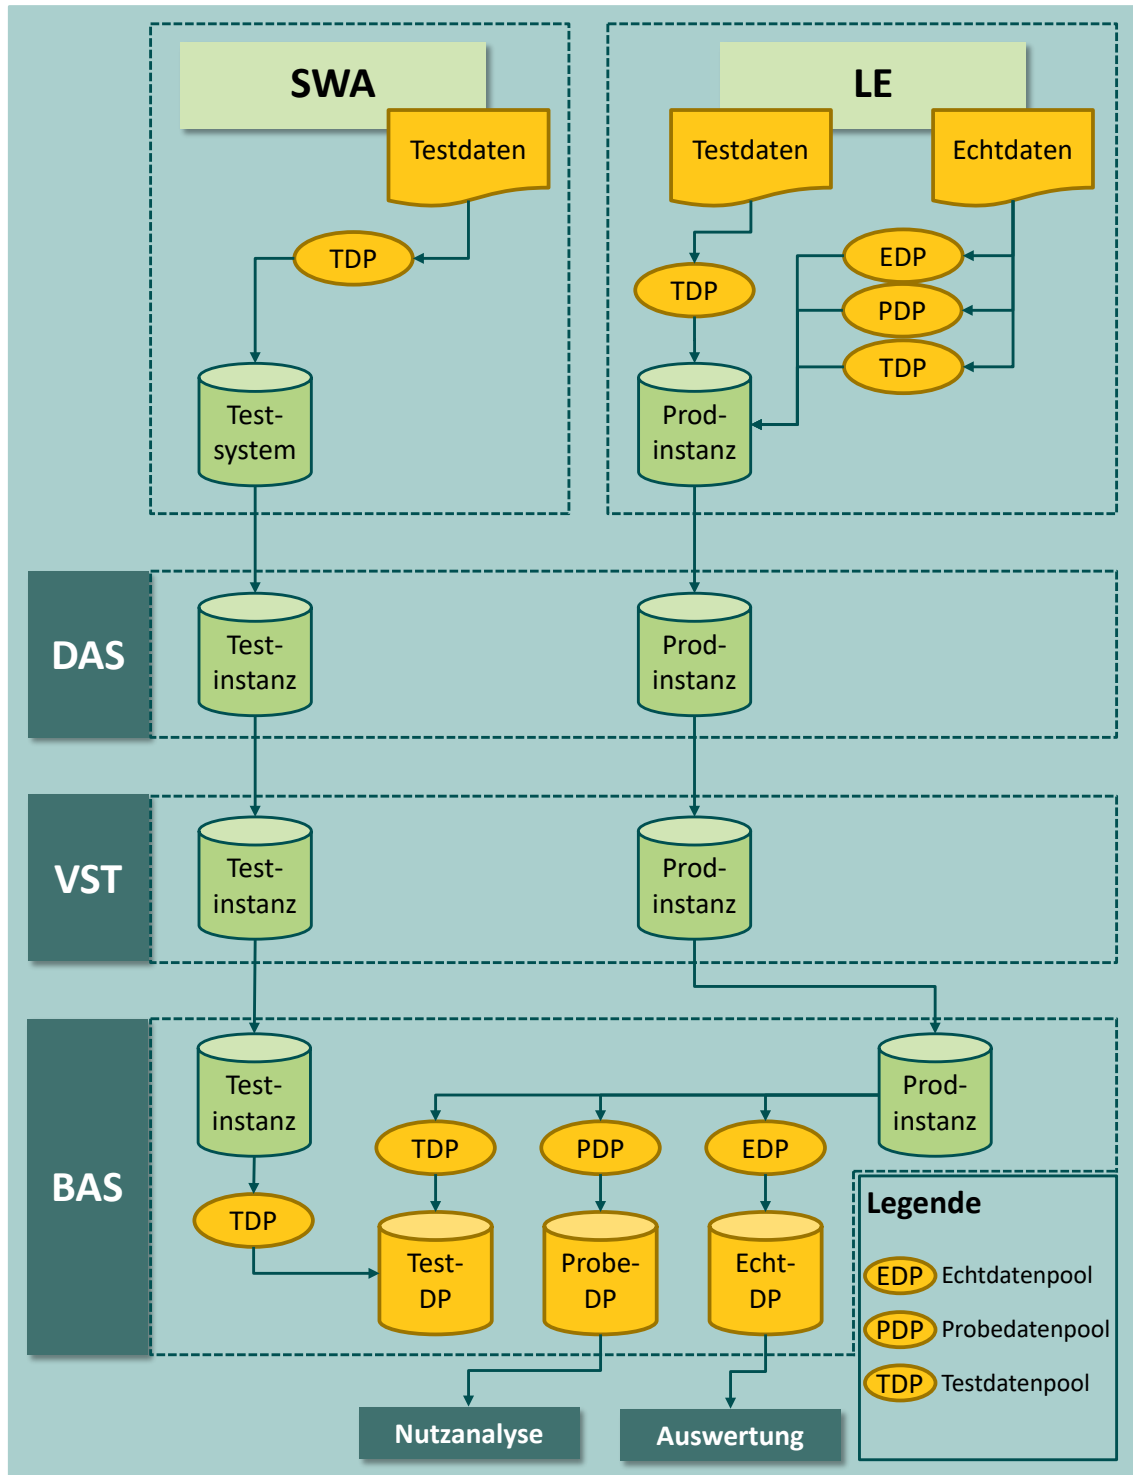 SWA
LE
Testdaten
Testdaten
Echtdaten
TDP
EDP
TDP
PDP
TDP
Test-
system
Prod-
instanz
DAS
Test-
instanz
Prod-
instanz
VST
Test-
instanz
Prod-
instanz
BAS
Test-
instanz
Prod-
instanz
TDP
PDP
EDP
TDP
Test-
DP
Probe-
DP
Echt-
DP
Legende
EDP Echtdatenpool
PDP Probedatenpool
TDP Testdatenpool
Nutzanalyse
Auswertung